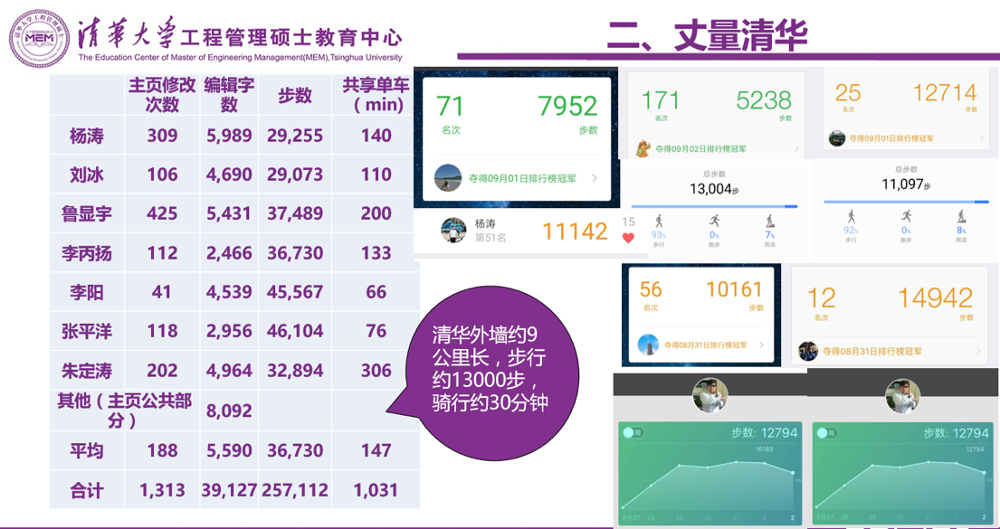 清华大学工程管理硕士教育中心
The Education Center of Master of Engineering Management(MEM),Tsinghua University
MEM
二、丈量清华
主页修改次数 编辑字数 步数 共享单车（min）
杨涛 309 5,989 29,255 140
刘冰 106 4,690 29,073 110
鲁显宇 425 5,431 37,489 200
李丙扬 112 2,466 36,730 133
李阳 41 4,539 45,567 66
张平洋 118 2,956 46,104 76
朱定涛 202 4,964 32,894 306
其他（主页公共部分） 8,092
平均 188 5,590 36,730 147
合计 1,313 39,127 257,112 1,031
清华外墙约9
公里长，步行
约13000步，
骑行约30分钟
71 7952
名次 步数
夺得09月01日排行榜冠军
171 5238
名次 步数
夺得09月02日排行榜冠军
25 12714
名次 步数
夺得09月01日排行榜冠军
杨涛
第51名
11142
15
总步数
13,004步
93% 0% 7%
步行 跑步 爬高
总步数
11,097步
92% 0% 8%
步行 跑步 爬高
56 10161
名次 步数
夺得08月31日排行榜冠军
12 14942
名次 步数
夺得08月31日排行榜冠军
周 步数: 12794
16189
8月27 28 29 30 31 1 2
周 步数: 12794
12794
8月27 28 29 30 31 1 2